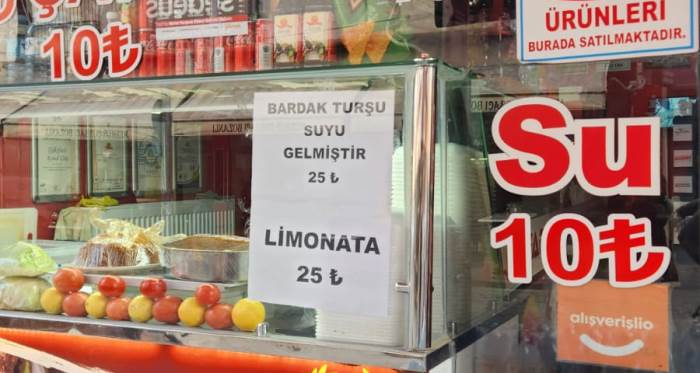 10₺
ÜRÜNLERİ
BURADA SATILMAKTADIR.
BARDAK TURŞU
SUYU
GELMİŞTİR
25 ₺
LİMONATA
25 ₺
Su
10₺
alışverişlio